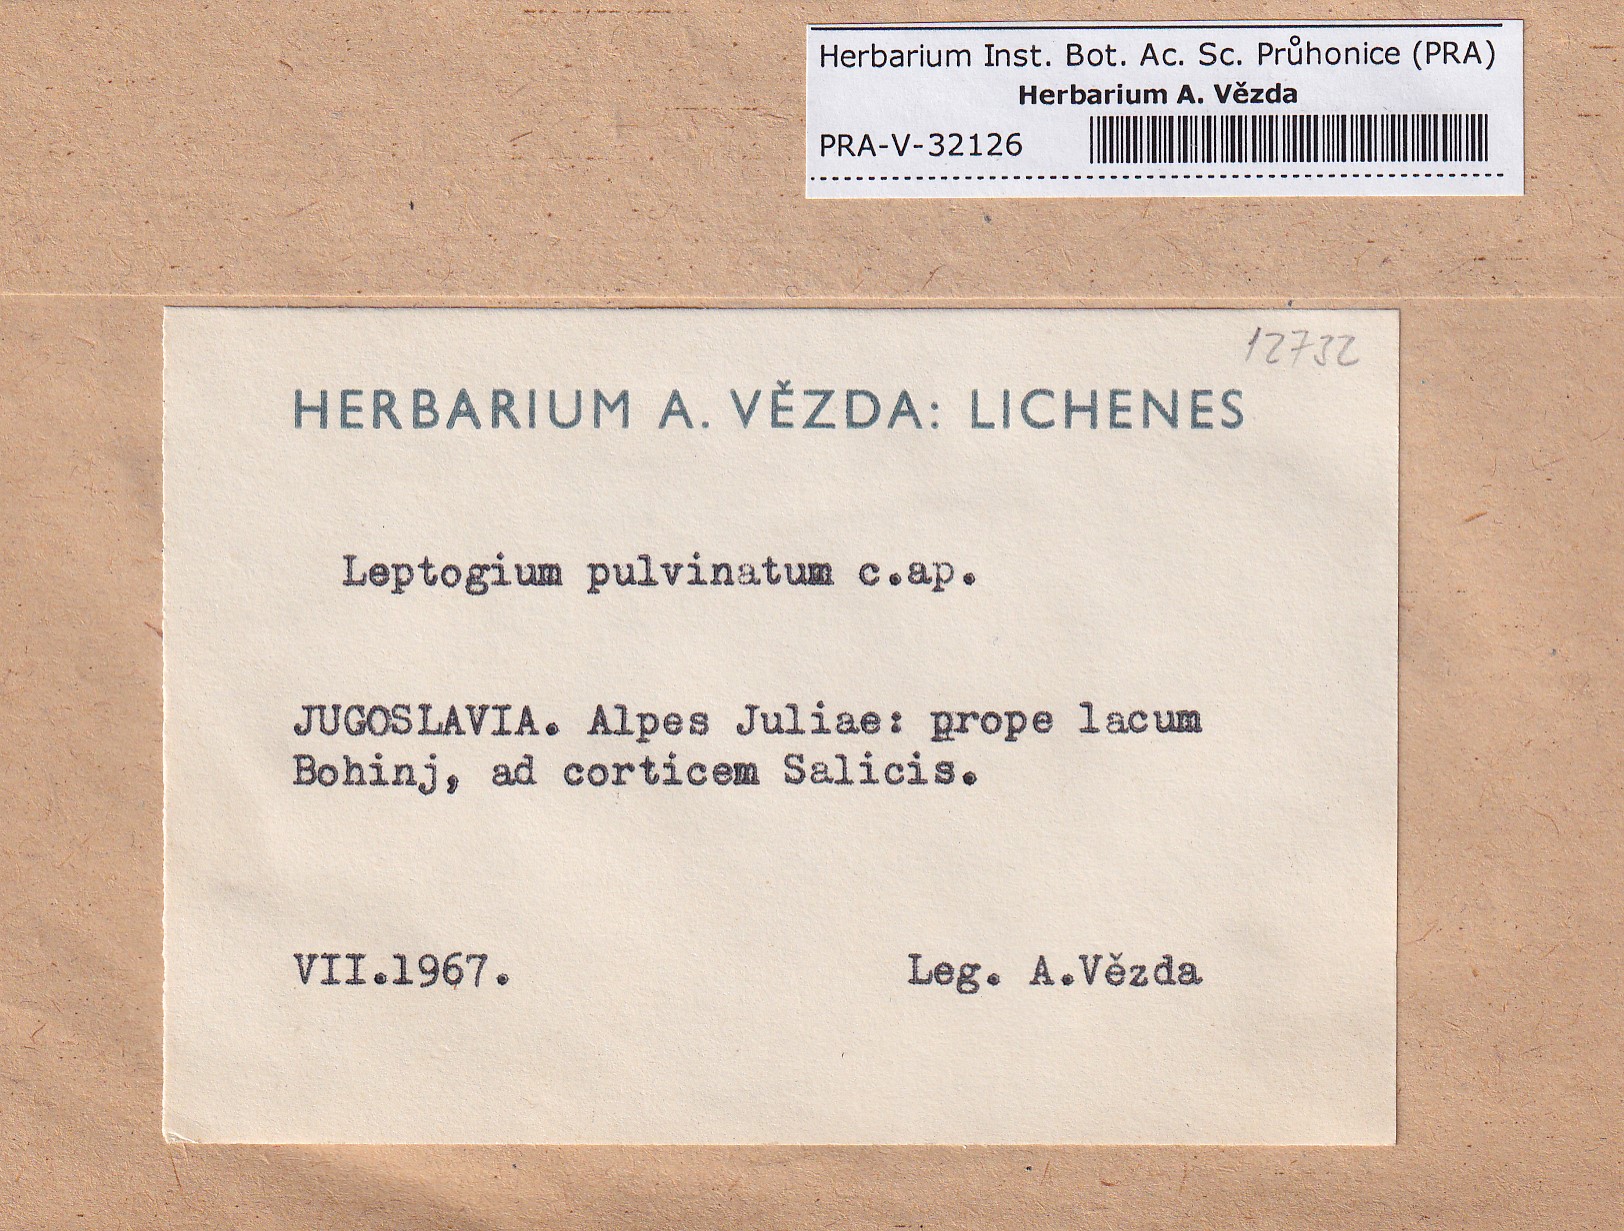 Herbarium Inst. Bot. Ac. Sc. Průhonice (PRA)
Herbarium A. Vězda
PRA-V-32126
12732
HERBARIUM A. VĚZDA: LICHENES
Leptogium pulvinatum c.ap.
JUGOSLAVIA. Alpes Juliae: prope lacum
Bohinj, ad corticem Salicis.
VII.1967. Leg. A.Vězda